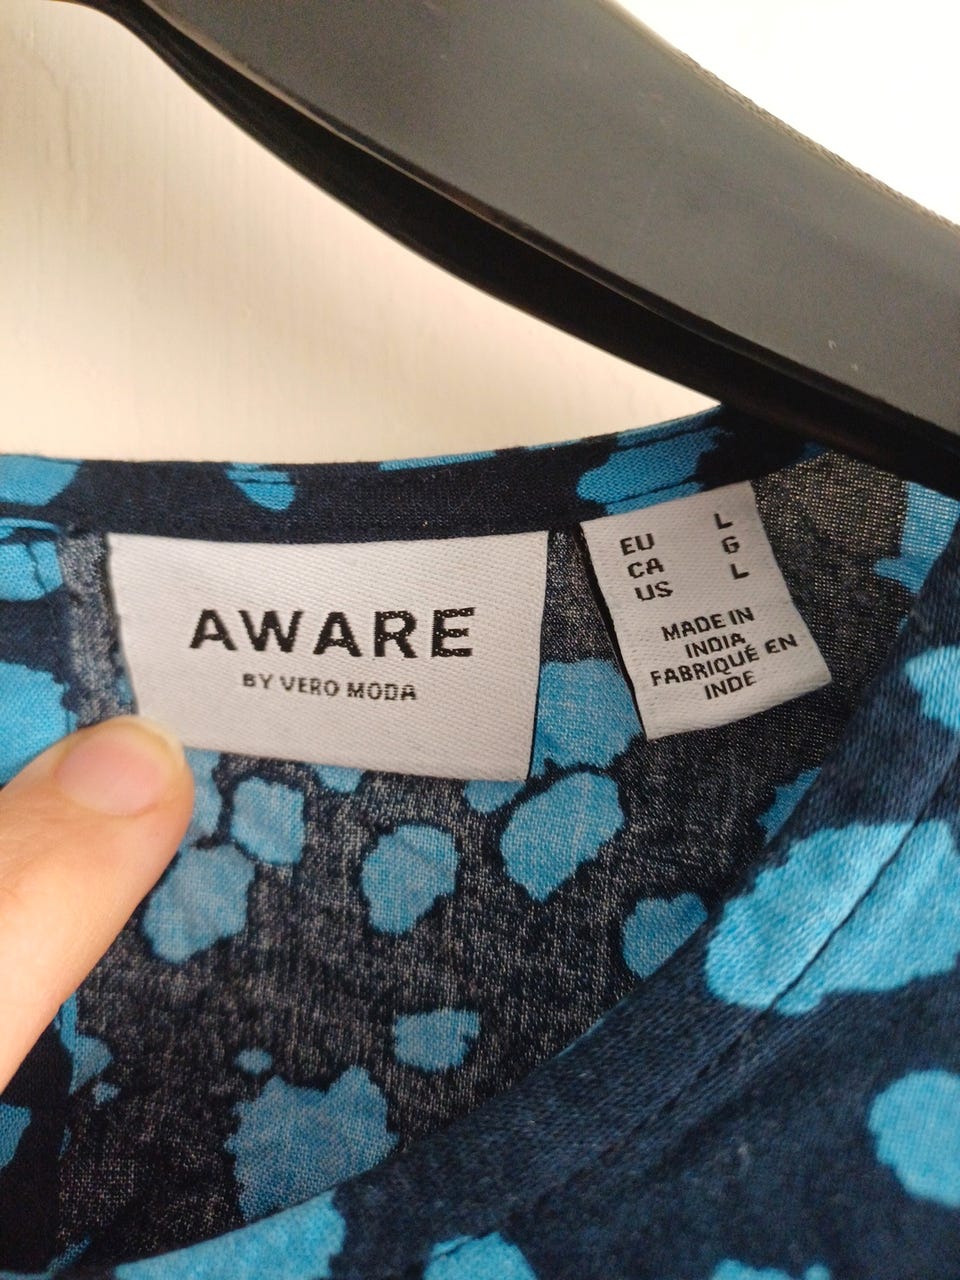 AWARE
BY VERO MODA
EU L
CA G
US L
MADE IN
INDIA
FABRIQUÉ EN
INDE